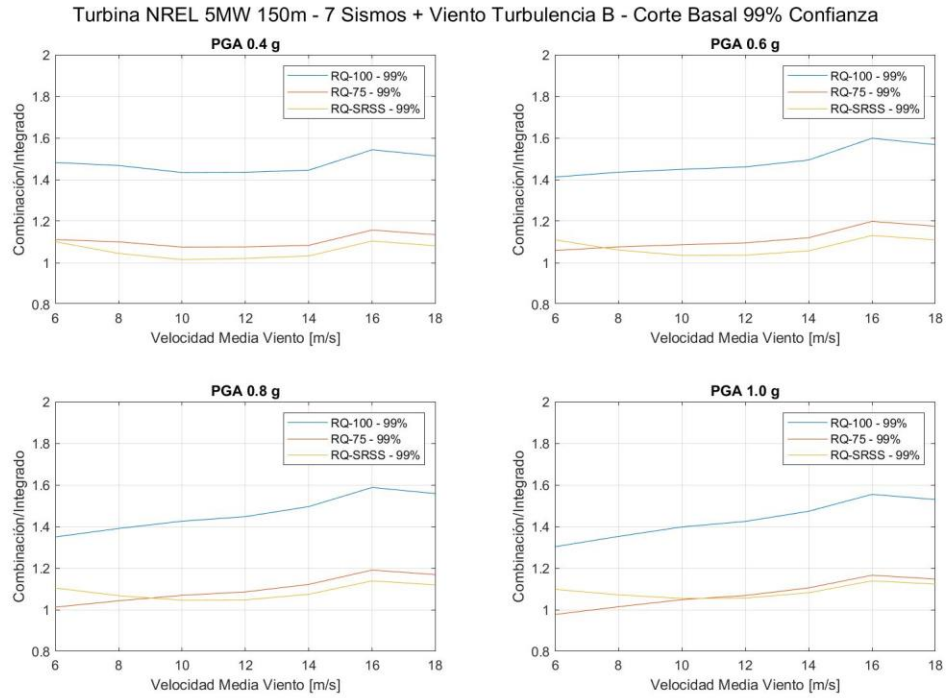 Turbina NREL 5MW 150m - 7 Sismos + Viento Turbulencia B - Corte Basal 99% Confianza
PGA 0.4 g
Combinación/Integrado
2
1.8
1.6
1.4
1.2
1
0.8
RQ-100 - 99%
RQ-75 - 99%
RQ-SRSS - 99%
6 8 10 12 14 16 18
Velocidad Media Viento [m/s]
PGA 0.6 g
Combinación/Integrado
2
1.8
1.6
1.4
1.2
1
0.8
RQ-100 - 99%
RQ-75 - 99%
RQ-SRSS - 99%
6 8 10 12 14 16 18
Velocidad Media Viento [m/s]
PGA 0.8 g
Combinación/Integrado
2
1.8
1.6
1.4
1.2
1
0.8
RQ-100 - 99%
RQ-75 - 99%
RQ-SRSS - 99%
6 8 10 12 14 16 18
Velocidad Media Viento [m/s]
PGA 1.0 g
Combinación/Integrado
2
1.8
1.6
1.4
1.2
1
0.8
RQ-100 - 99%
RQ-75 - 99%
RQ-SRSS - 99%
6 8 10 12 14 16 18
Velocidad Media Viento [m/s]